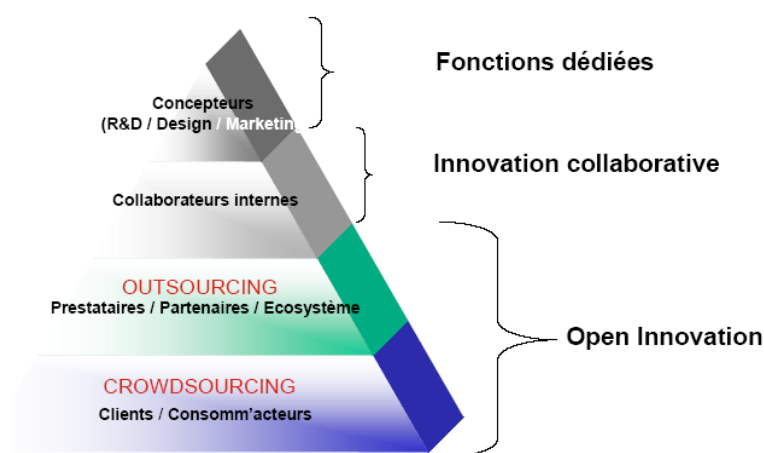 Fonctions dédiées
Concepteurs
(R&D / Design / Marketing
Innovation collaborative
Collaborateurs internes
OUTSOURCING
Prestataires / Partenaires / Ecosystème
Open Innovation
CROWDSOURCING
Clients / Consomm'acteurs